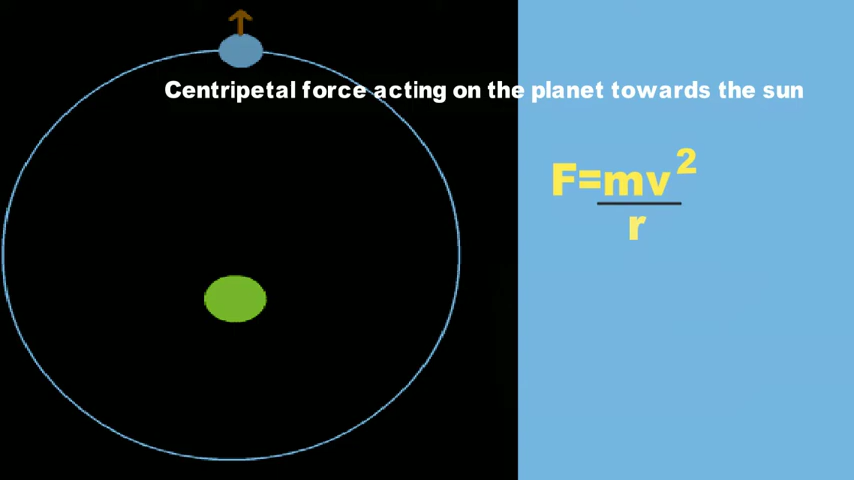 Centripetal force acting on the planet towards the sun
F=mv²
r